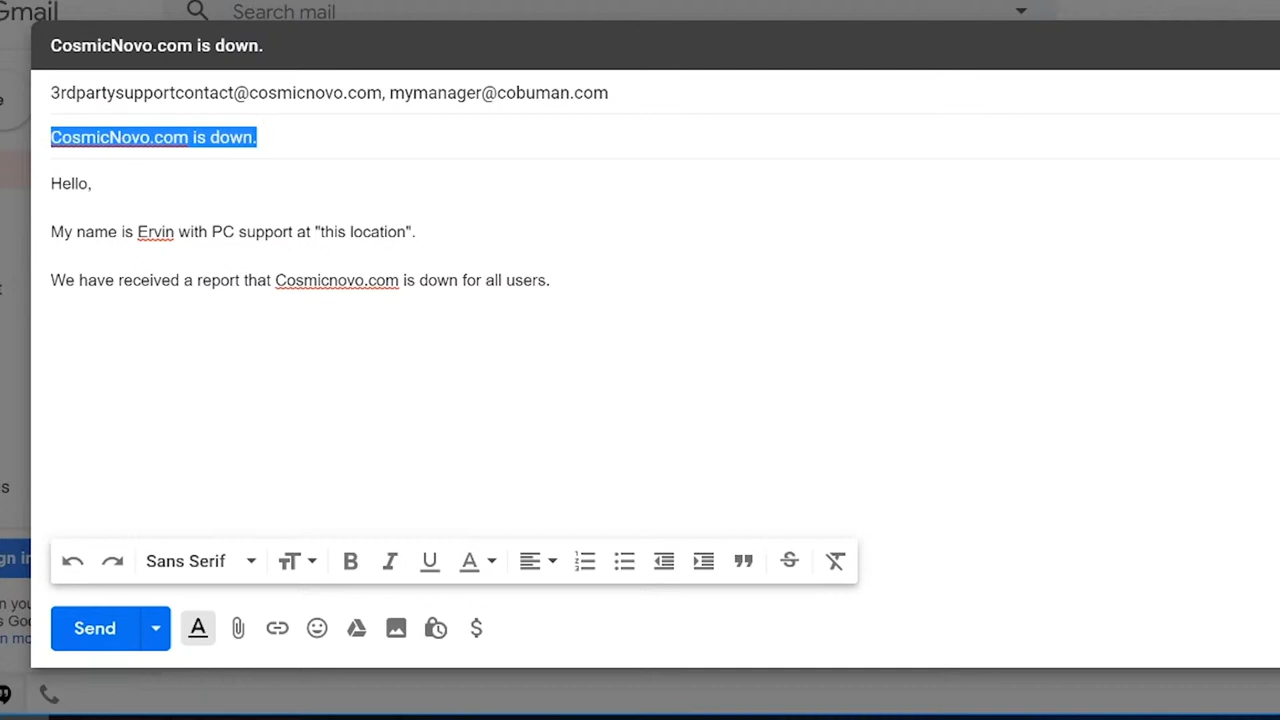 Gmail
Search mail
CosmicNovo.com is down.
3rdpartysupportcontact@cosmicnovo.com, mymanager@cobuman.com
CosmicNovo.com is down.
Hello,
My name is Ervin with PC support at "this location".
We have received a report that Cosmicnovo.com is down for all users.
Sans Serif
Send